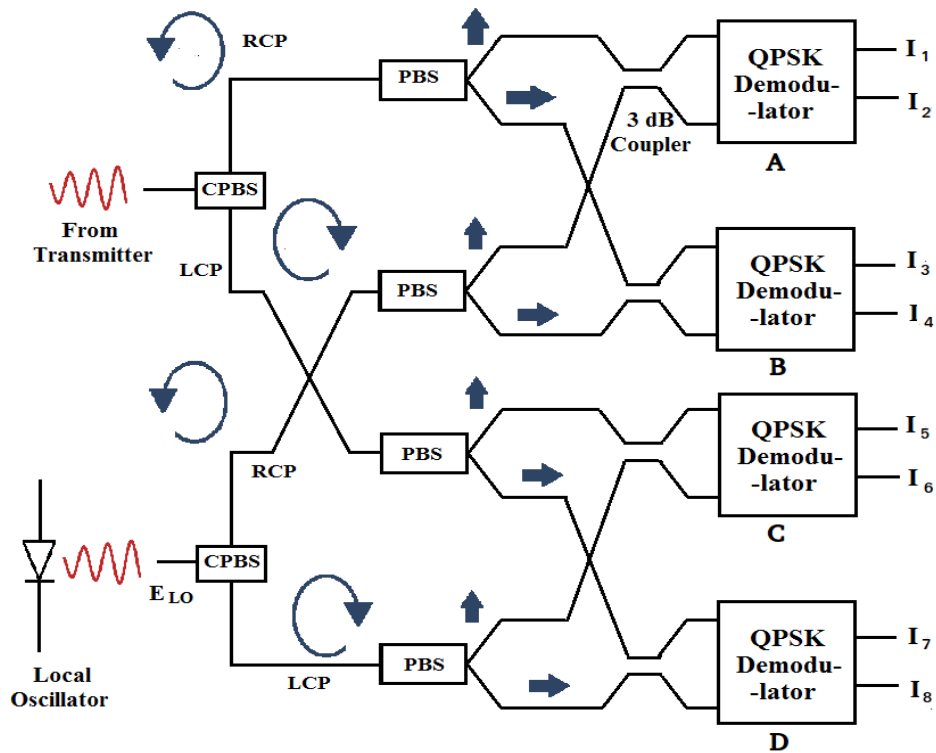 RCP
PBS
QPSK
Demodu-
-lator
I 1
I 2
3 dB
Coupler
A
CPBS
From
Transmitter
LCP
PBS
QPSK
Demodu-
-lator
I 3
I 4
B
RCP
PBS
QPSK
Demodu-
-lator
I 5
I 6
C
CPBS
E LO
Local
Oscillator
LCP
PBS
QPSK
Demodu-
-lator
I 7
I 8
D